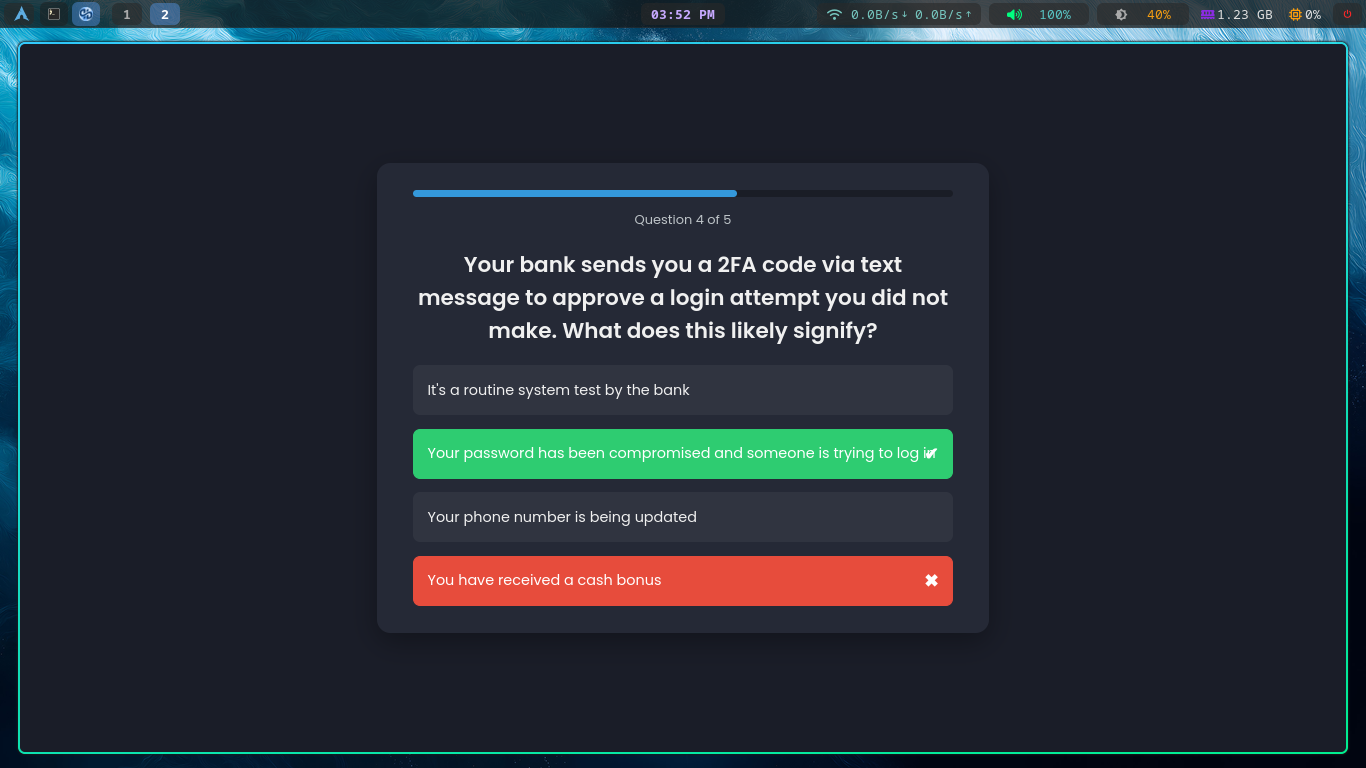 1 2 03:52 PM 0.0B/s↓ 0.0B/s↑ 100% 40% 1.23 GB 0%
Question 4 of 5
Your bank sends you a 2FA code via text
message to approve a login attempt you did not
make. What does this likely signify?
It's a routine system test by the bank
Your password has been compromised and someone is trying to log in
Your phone number is being updated
You have received a cash bonus